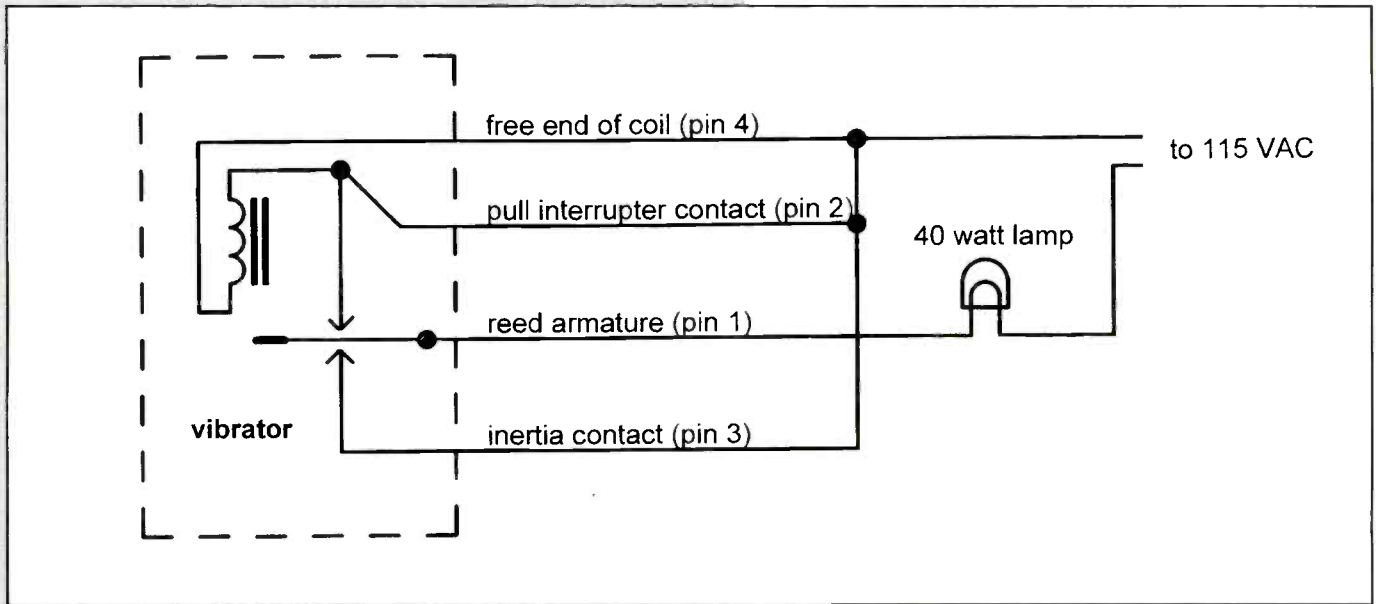 free end of coil (pin 4)
to 115 VAC
pull interrupter contact (pin 2)
40 watt lamp
reed armature (pin 1)
vibrator
inertia contact (pin 3)